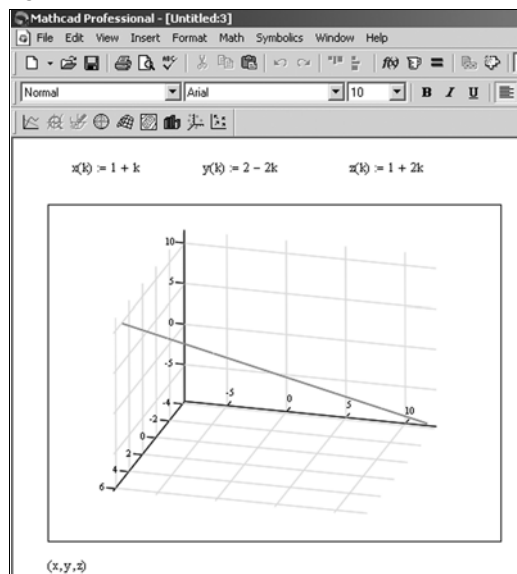 Mathcad Professional - [Untitled:3]
File Edit View Insert Format Math Symbolics Window Help
f(x)
Normal Arial 10 B I U
x(k) := 1 + k y(k) := 2 - 2k z(k) := 1 + 2k
10
5
0
-5
-5 0 5 10
-4
-2
0
2
4
6
(x,y,z)